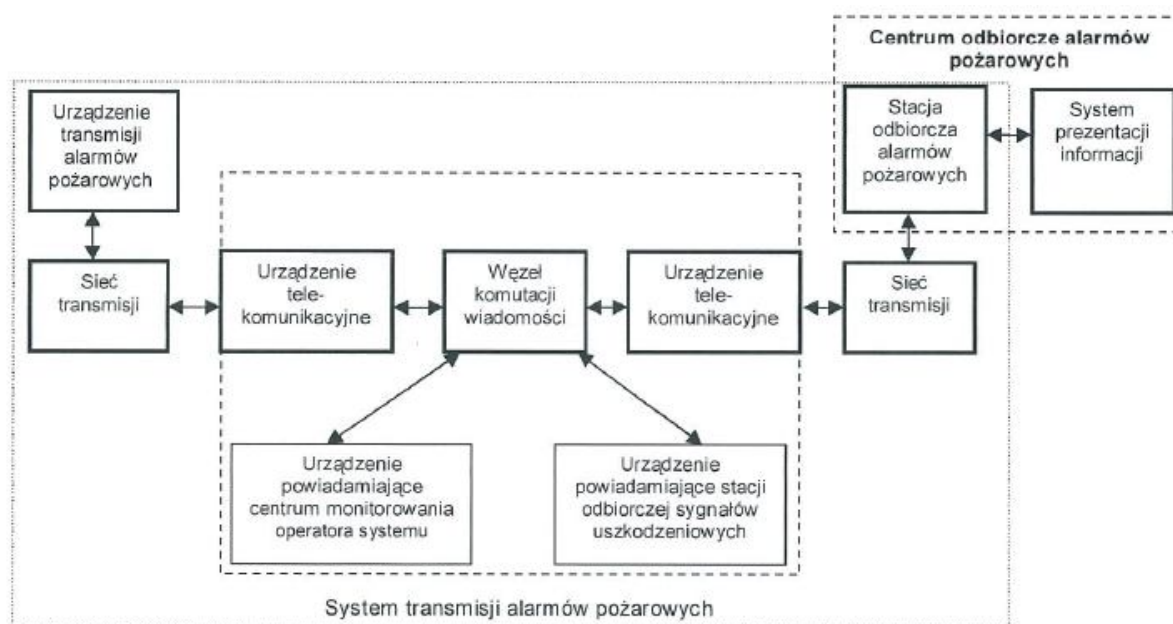 Centrum odbiorcze alarmów
pożarowych
Urządzenie
transmisji
alarmów
pożarowych
Stacja
odbiorcza
alarmów
pożarowych
System
prezentacji
informacji
Sieć
transmisji
Urządzenie
tele-
komunikacyjne
Węzeł
komutacji
wiadomości
Urządzenie
tele-
komunikacyjne
Sieć
transmisji
Urządzenie
powiadamiające
centrum monitorowania
operatora systemu
Urządzenie
powiadamiające stacji
odbiorczej sygnałów
uszkodzeniowych
System transmisji alarmów pożarowych